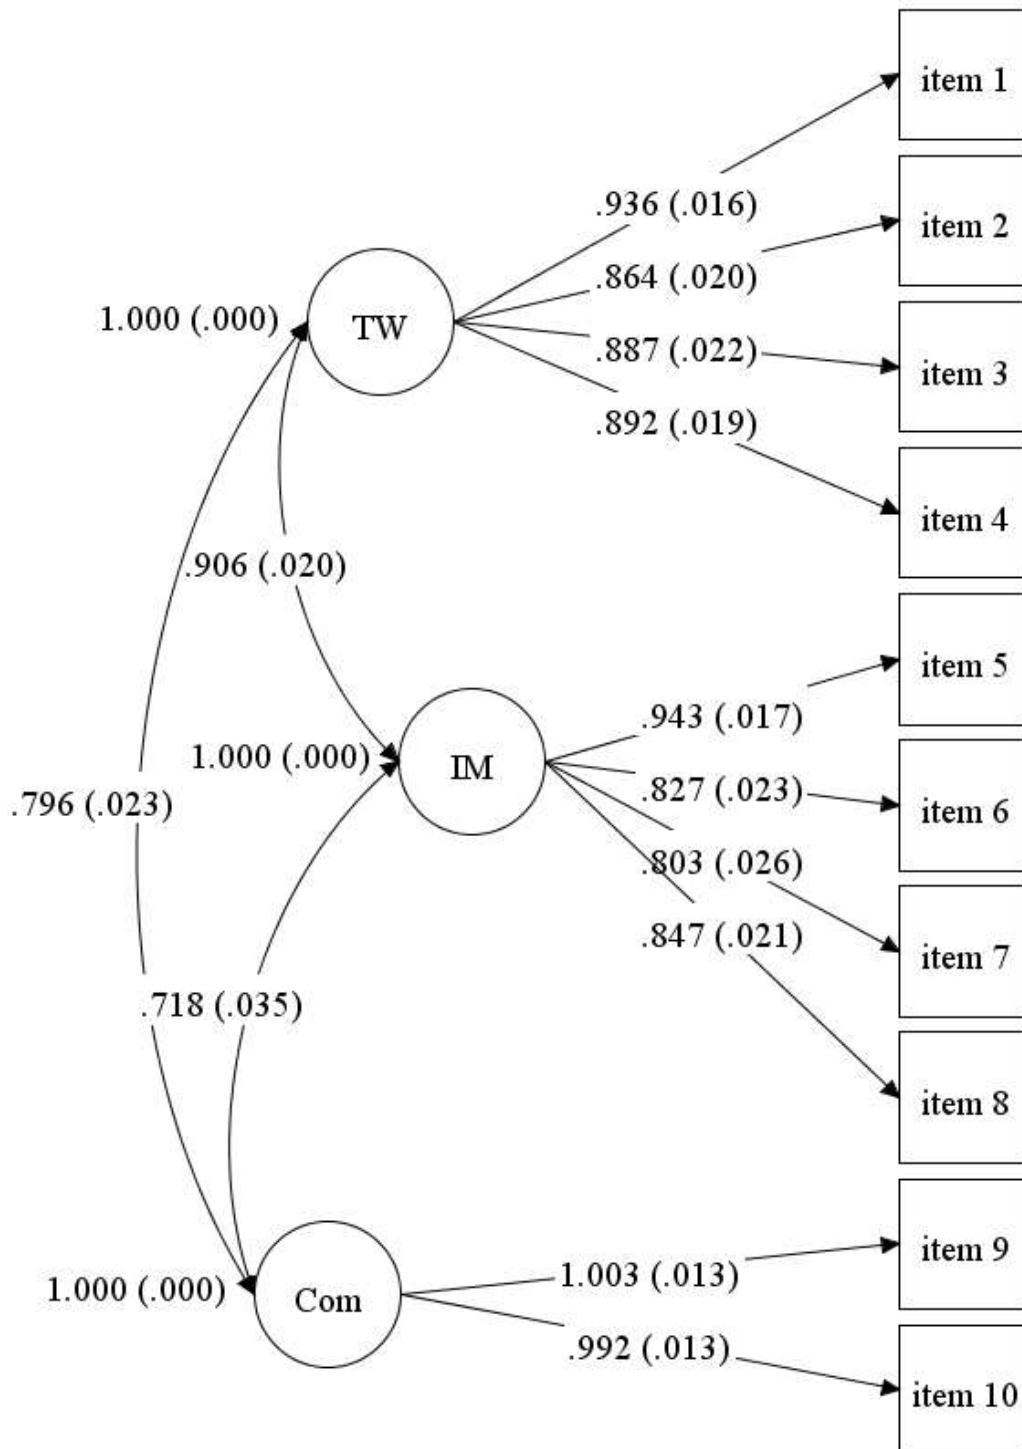 item 1
.936 (.016)
item 2
.864 (.020)
1.000 (.000)
TW
.887 (.022)
item 3
.892 (.019)
item 4
.906 (.020)
item 5
.943 (.017)
1.000 (.000)
IM
.827 (.023)
.796 (.023)
item 6
.803 (.026)
.847 (.021)
item 7
.718 (.035)
item 8
item 9
1.003 (.013)
1.000 (.000)
Com
.992 (.013)
item 10